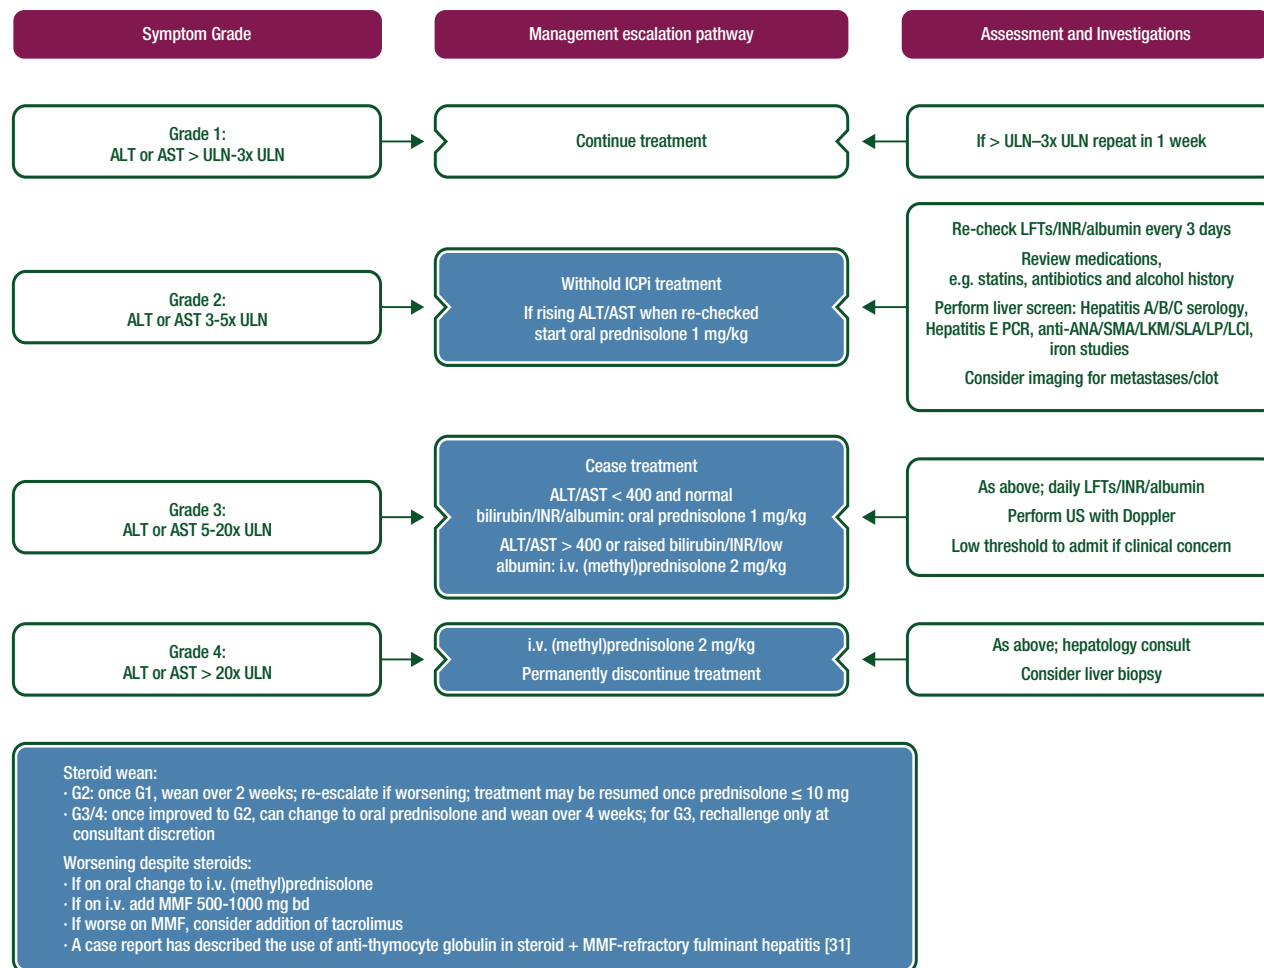 Symptom Grade
Management escalation pathway
Assessment and Investigations
Grade 1:
ALT or AST > ULN-3x ULN
Continue treatment
If > ULN–3x ULN repeat in 1 week
Grade 2:
ALT or AST 3-5x ULN
Withhold ICPi treatment
If rising ALT/AST when re-checked
start oral prednisolone 1 mg/kg
Re-check LFTs/INR/albumin every 3 days
Review medications,
e.g. statins, antibiotics and alcohol history
Perform liver screen: Hepatitis A/B/C serology,
Hepatitis E PCR, anti-ANA/SMA/LKM/SLA/LP/LCI,
iron studies
Consider imaging for metastases/clot
Grade 3:
ALT or AST 5-20x ULN
Cease treatment
ALT/AST < 400 and normal
bilirubin/INR/albumin: oral prednisolone 1 mg/kg
ALT/AST > 400 or raised bilirubin/INR/low
albumin: i.v. (methyl)prednisolone 2 mg/kg
As above; daily LFTs/INR/albumin
Perform US with Doppler
Low threshold to admit if clinical concern
Grade 4:
ALT or AST > 20x ULN
i.v. (methyl)prednisolone 2 mg/kg
Permanently discontinue treatment
As above; hepatology consult
Consider liver biopsy
Steroid wean:
· G2: once G1, wean over 2 weeks; re-escalate if worsening; treatment may be resumed once prednisolone ≤ 10 mg
· G3/4: once improved to G2, can change to oral prednisolone and wean over 4 weeks; for G3, rechallenge only at
consultant discretion
Worsening despite steroids:
· If on oral change to i.v. (methyl)prednisolone
· If on i.v. add MMF 500-1000 mg bd
· If worse on MMF, consider addition of tacrolimus
· A case report has described the use of anti-thymocyte globulin in steroid + MMF-refractory fulminant hepatitis [31]